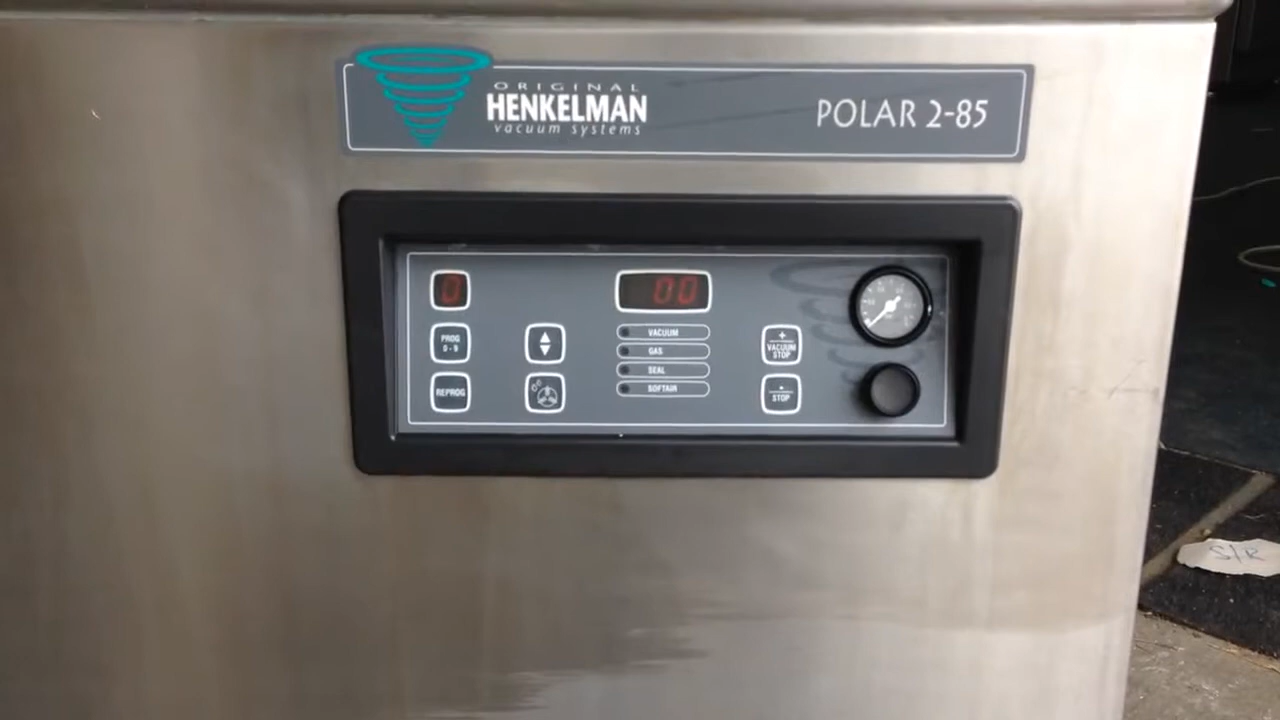 ORIGINAL
HENKELMAN
vacuum systems
POLAR 2-85
0
00
PROG
0-9
VACUUM
GAS
SEAL
SOFTAIR
+
VACUUM
STOP
REPROG
-
STOP
S/R